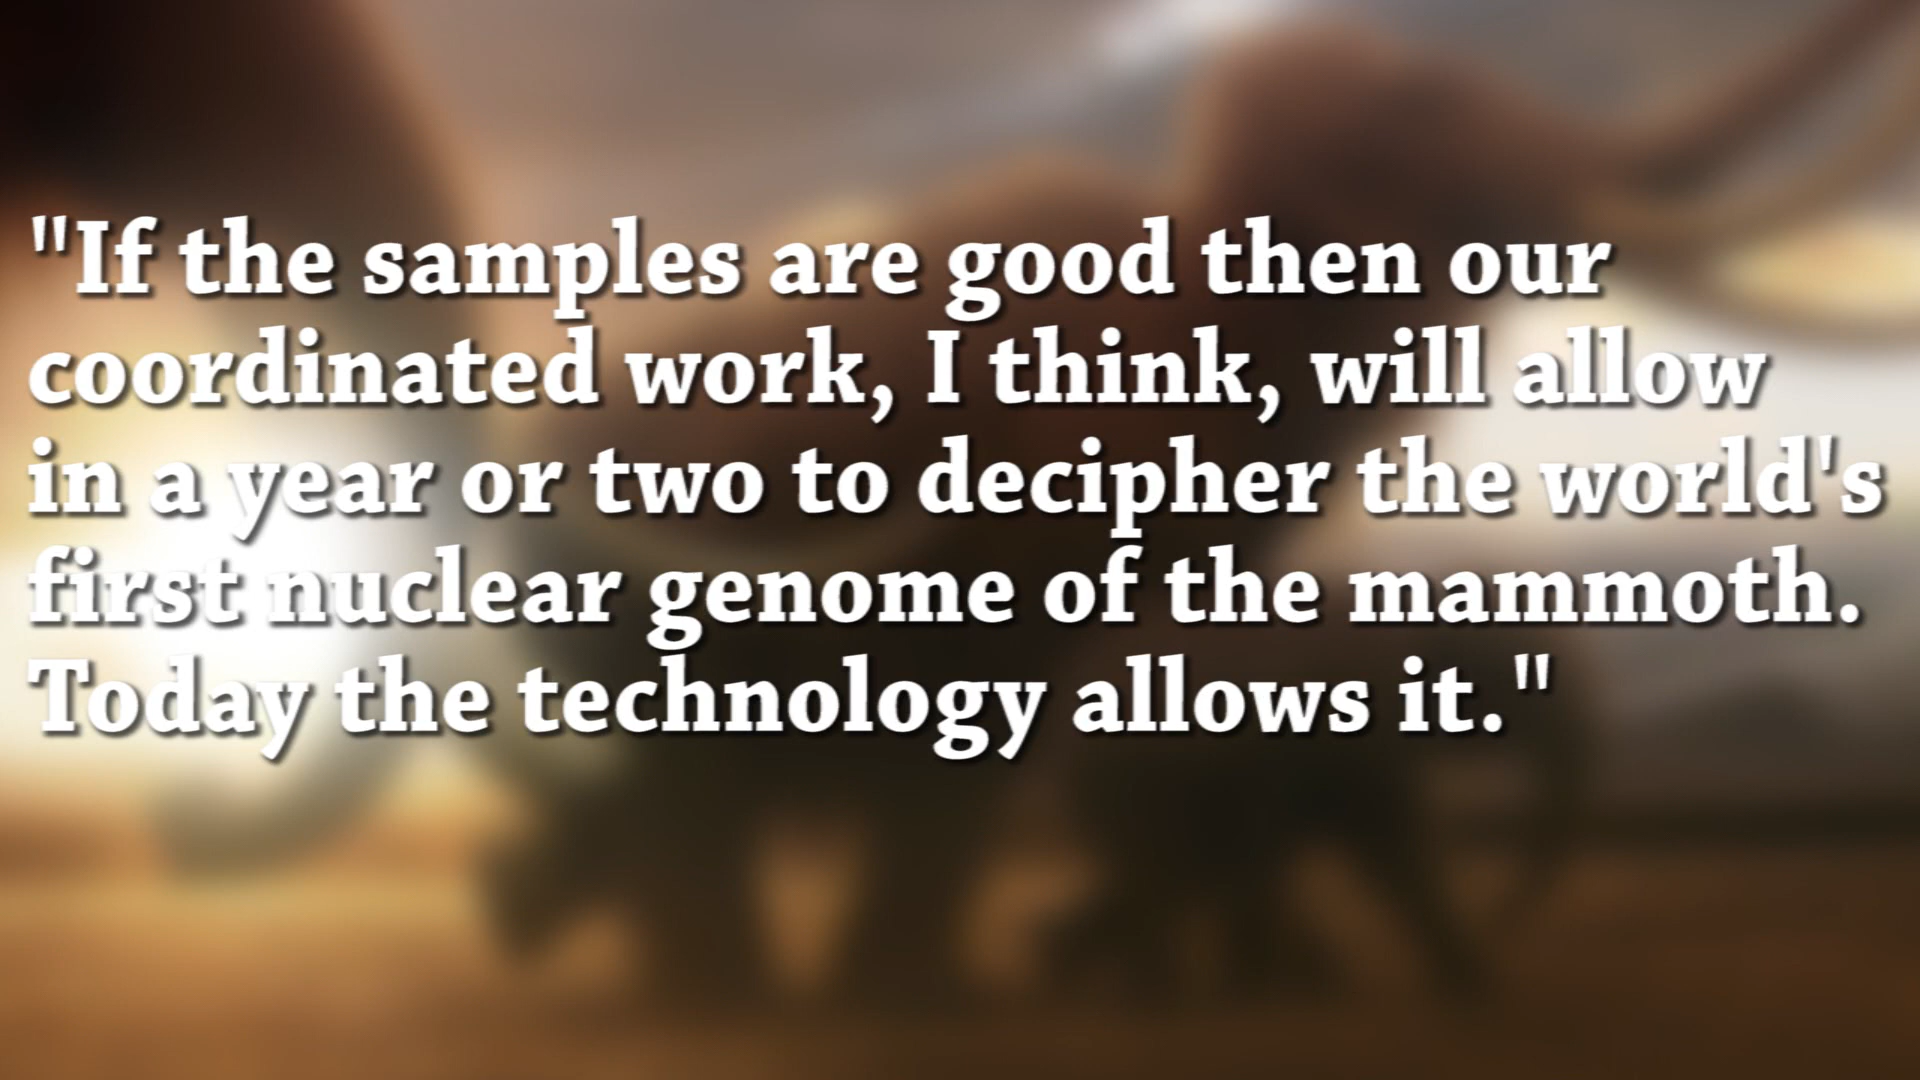 "If the samples are good then our
coordinated work, I think, will allow
in a year or two to decipher the world's
first nuclear genome of the mammoth.
Today the technology allows it."